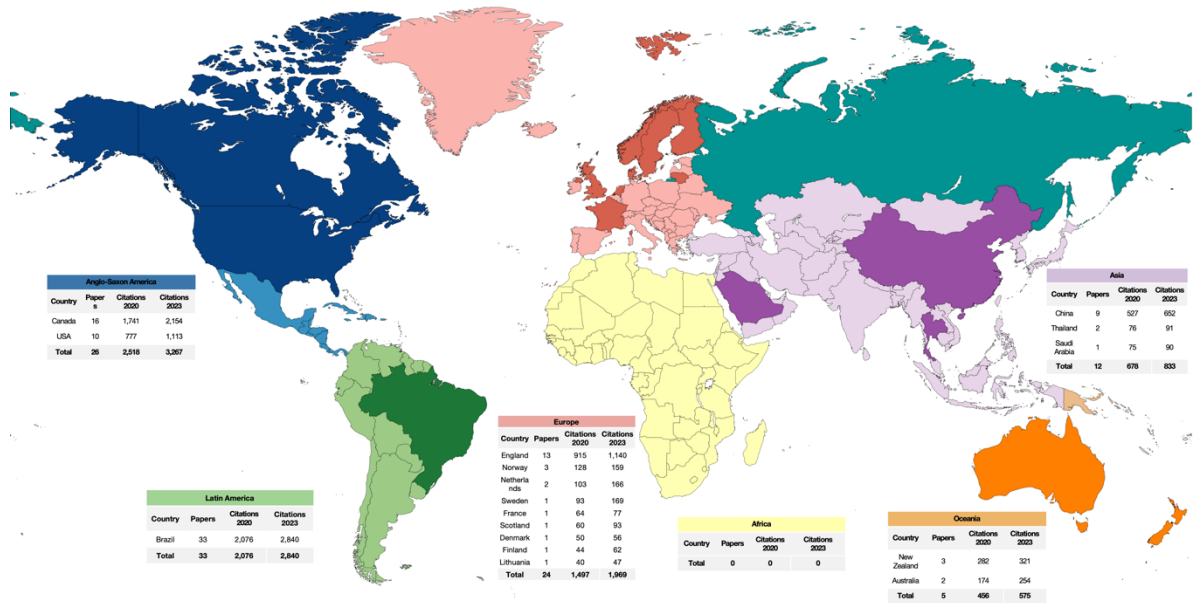 Anglo-Saxon America
Country Paper s Citations 2020 Citations 2023
Canada 16 1,741 2,154
USA 10 777 1,113
Total 26 2,518 3,267
Latin America
Country Papers Citations 2020 Citations 2023
Brazil 33 2,076 2,840
Total 33 2,076 2,840
Europe
Country Papers Citations 2020 Citations 2023
England 13 915 1,140
Norway 3 128 159
Netherla nds 2 103 166
Sweden 1 93 169
France 1 64 77
Scotland 1 60 93
Denmark 1 50 56
Finland 1 44 62
Lithuania 1 40 47
Total 24 1,497 1,969
Africa
Country Papers Citations 2020 Citations 2023
Total 0 0 0
Asia
Country Papers Citations 2020 Citations 2023
China 9 527 652
Thailand 2 76 91
Saudi Arabia 1 75 90
Total 12 678 833
Oceania
Country Papers Citations 2020 Citations 2023
New Zealand 3 282 321
Australia 2 174 254
Total 5 456 575